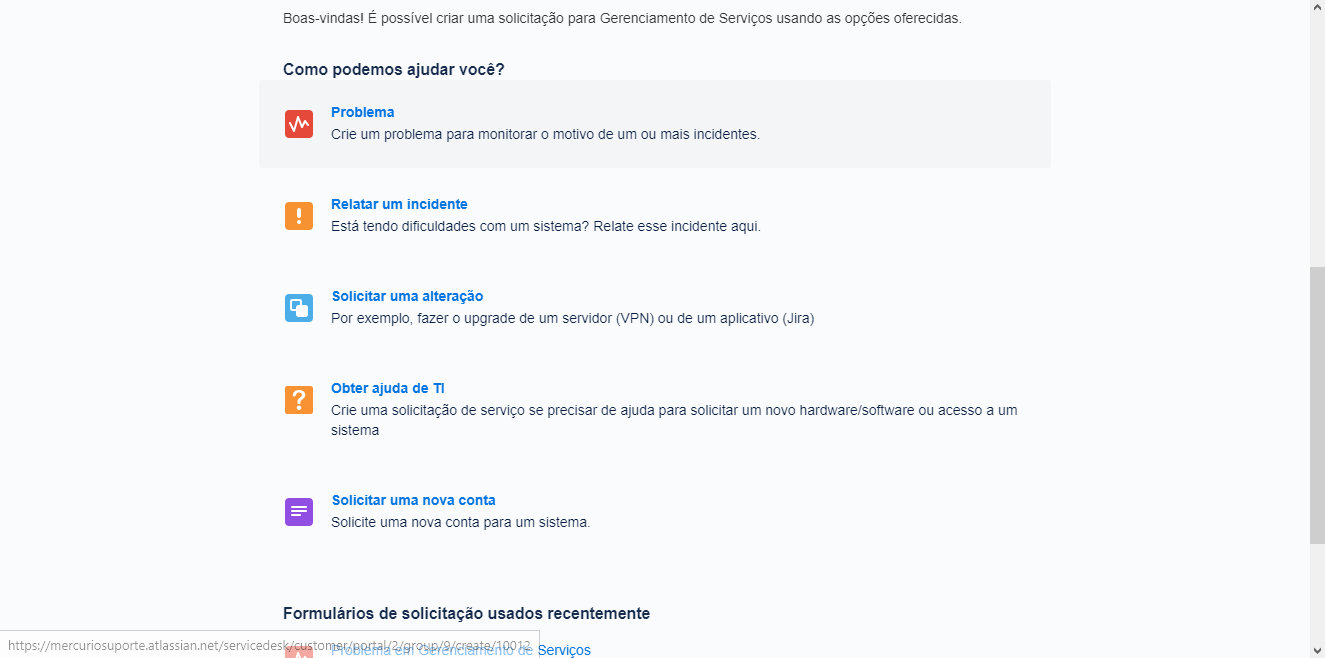 Boas-vindas! É possível criar uma solicitação para Gerenciamento de Serviços usando as opções oferecidas.
Como podemos ajudar você?
Problema
Crie um problema para monitorar o motivo de um ou mais incidentes.
Relatar um incidente
Está tendo dificuldades com um sistema? Relate esse incidente aqui.
Solicitar uma alteração
Por exemplo, fazer o upgrade de um servidor (VPN) ou de um aplicativo (Jira)
Obter ajuda de TI
Crie uma solicitação de serviço se precisar de ajuda para solicitar um novo hardware/software ou acesso a um
sistema
Solicitar uma nova conta
Solicite uma nova conta para um sistema.
Formulários de solicitação usados recentemente
https://mercuriosuporte.atlassian.net/servicedesk/customer/portal/2/group/9/create/10012
Problema em Gerenciamento de Serviços